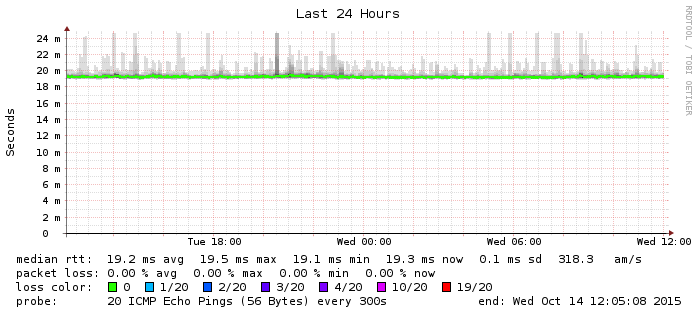 Last 24 Hours
RRDTOOL / TOBI OETIKER
Seconds
24 m
22 m
20 m
18 m
16 m
14 m
12 m
10 m
8 m
6 m
4 m
2 m
0
Tue 18:00 Wed 00:00 Wed 06:00 Wed 12:00
median rtt: 19.2 ms avg 19.5 ms max 19.1 ms min 19.3 ms now 0.1 ms sd 318.3 am/s
packet loss: 0.00 % avg 0.00 % max 0.00 % min 0.00 % now
loss color: 0 1/20 2/20 3/20 4/20 10/20 19/20
probe: 20 ICMP Echo Pings (56 Bytes) every 300s end: Wed Oct 14 12:05:08 2015